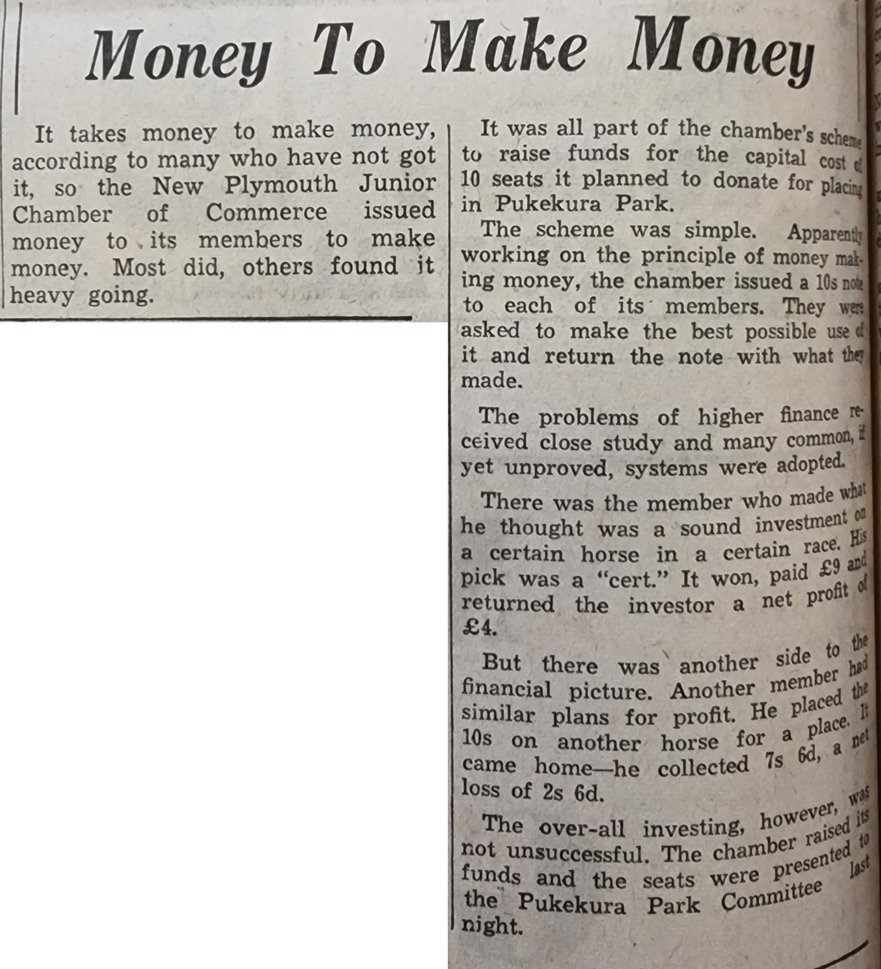 Money To Make Money
It takes money to make money,
according to many who have not got
it, so the New Plymouth Junior
Chamber of Commerce issued
money to its members to make
money. Most did, others found it
heavy going.
It was all part of the chamber's scheme
to raise funds for the capital cost of
10 seats it planned to donate for placing
in Pukekura Park.
The scheme was simple. Apparently
working on the principle of money mak-
ing money, the chamber issued a 10s note
to each of its members. They were
asked to make the best possible use of
it and return the note with what they
made.
The problems of higher finance re-
ceived close study and many common, if
yet unproved, systems were adopted.
There was the member who made what
he thought was a sound investment on
a certain horse in a certain race. His
pick was a "cert." It won, paid £9 and
returned the investor a net profit of
£4.
But there was another side to the
financial picture. Another member had
similar plans for profit. He placed the
10s on another horse for a place. It
came home—he collected 7s 6d, a net
loss of 2s 6d.
The over-all investing, however, was
not unsuccessful. The chamber raised its
funds and the seats were presented to
the Pukekura Park Committee last
night.